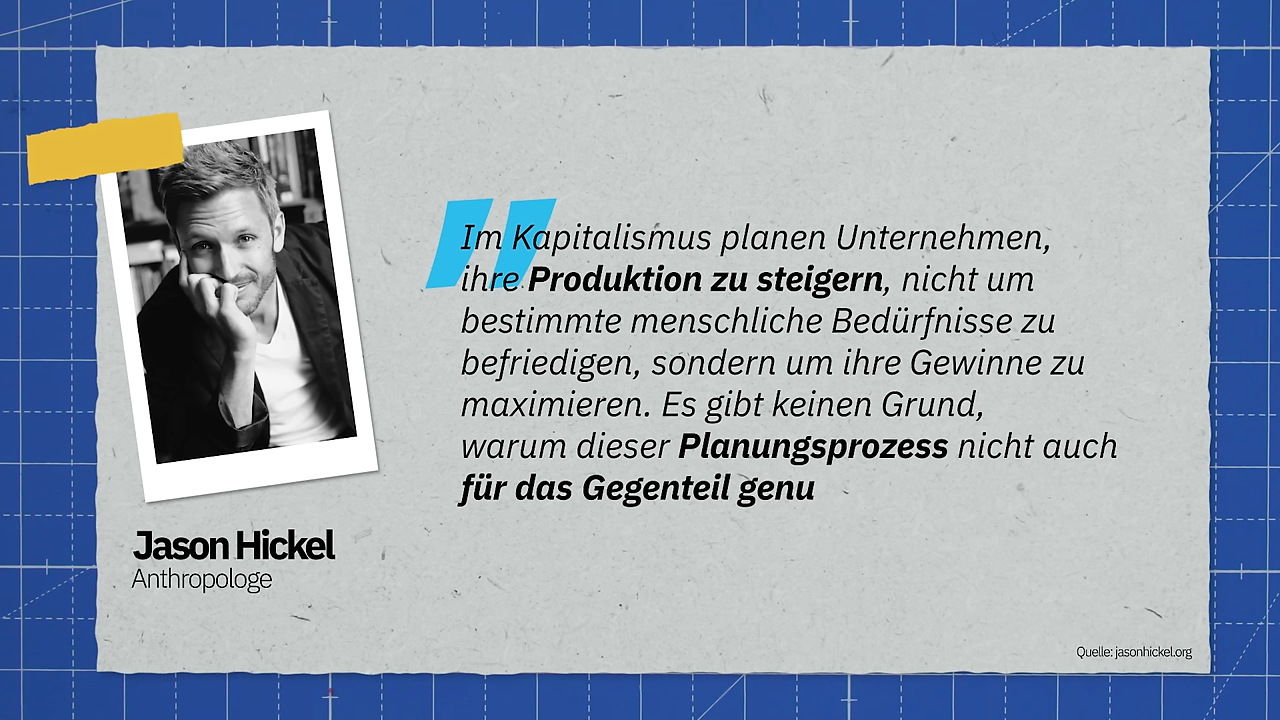 Im Kapitalismus planen Unternehmen,
ihre Produktion zu steigern, nicht um
bestimmte menschliche Bedürfnisse zu
befriedigen, sondern um ihre Gewinne zu
maximieren. Es gibt keinen Grund,
warum dieser Planungsprozess nicht auch
für das Gegenteil genu
Jason Hickel
Anthropologe
Quelle: jasonhickel.org